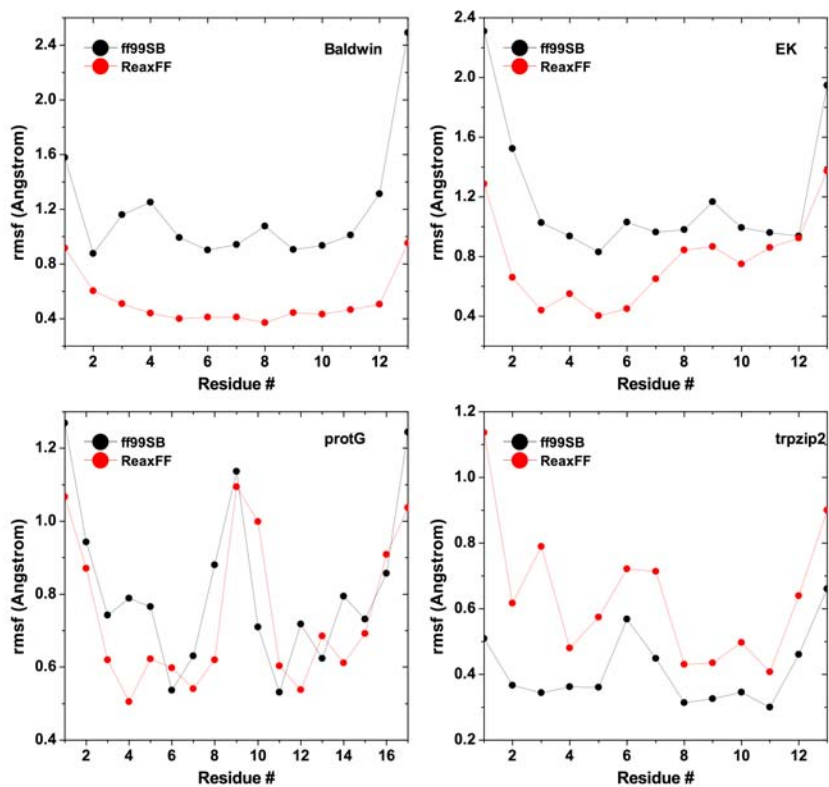 Baldwin
ff99SB
ReaxFF
rmsf (Angstrom)
2.4
2.0
1.6
1.2
0.8
0.4
2 4 6 8 10 12
Residue #
EK
ff99SB
ReaxFF
rmsf (Angstrom)
2.4
2.0
1.6
1.2
0.8
0.4
2 4 6 8 10 12
Residue #
protG
ff99SB
ReaxFF
rmsf (Angstrom)
1.2
1.0
0.8
0.6
0.4
2 4 6 8 10 12 14 16
Residue #
trpzip2
ff99SB
ReaxFF
rmsf (Angstrom)
1.2
1.0
0.8
0.6
0.4
0.2
2 4 6 8 10 12
Residue #